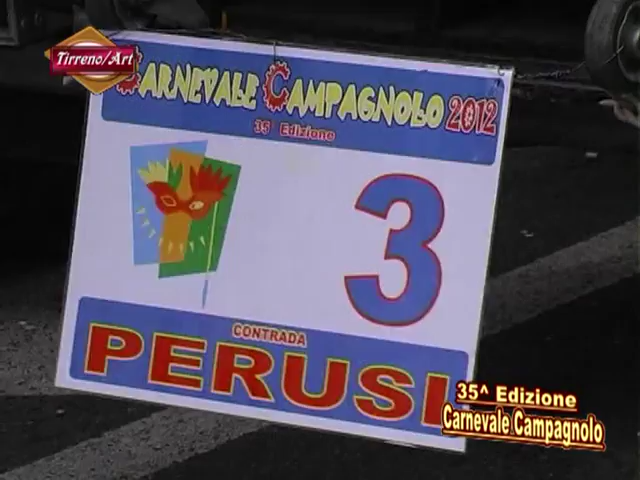 Tirreno/Art
CARNEVALE CAMPAGNOLO 2012
35° Edizione
3
CONTRADA
PERUSI
35^ Edizione
Carnevale Campagnolo